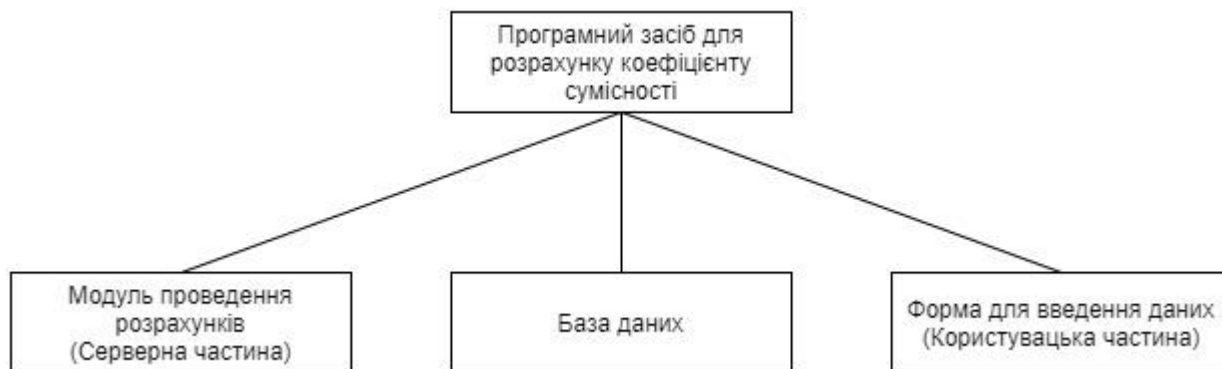 Програмний засіб для
розрахунку коефіцієнту
сумісності
Модуль проведення
розрахунків
(Серверна частина)
База даних
Форма для введення даних
(Користувацька частина)